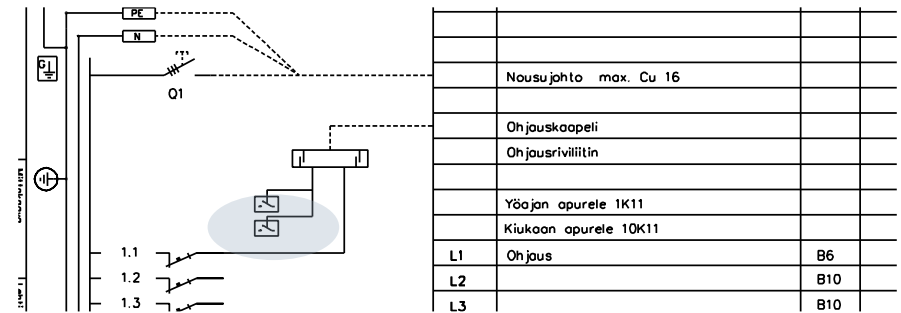 PE
N
G
Q1
Nousujohto max. Cu 16
Ohjauskaapeli
Ohjausriviliitin
Yöajan apurele 1K11
Kiukaan apurele 10K11
1.1 L1 Ohjaus B6
1.2 L2 B10
1.3 L3 B10